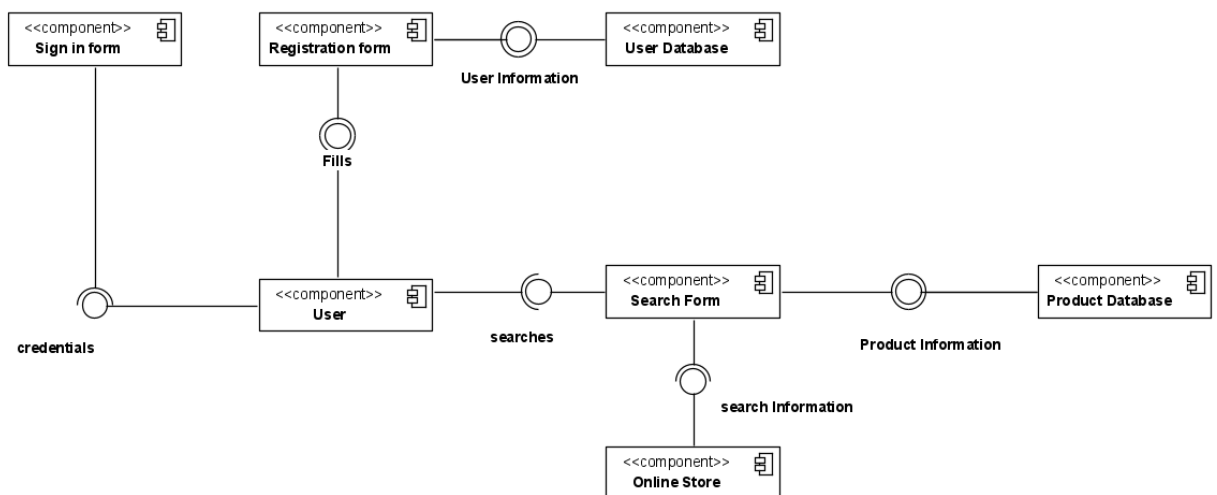 <<component>>
Sign in form
<<component>>
Registration form
User Information
<<component>>
User Database
Fills
credentials
<<component>>
User
searches
<<component>>
Search Form
Product Information
<<component>>
Product Database
search Information
<<component>>
Online Store